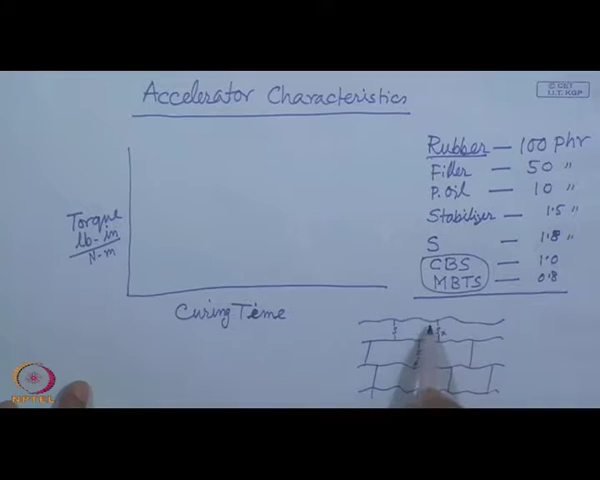 Accelerator Characteristics
© CET
I.I.T. KGP
Rubber — 100 Phr
Filler — 50 "
P. Oil — 10 "
Stabilizer — 1.5 "
S — 1.8 "
CBS — 1.0
MBTS — 0.8
Torque
lb-in
N-m
Curing Time
NPTEL